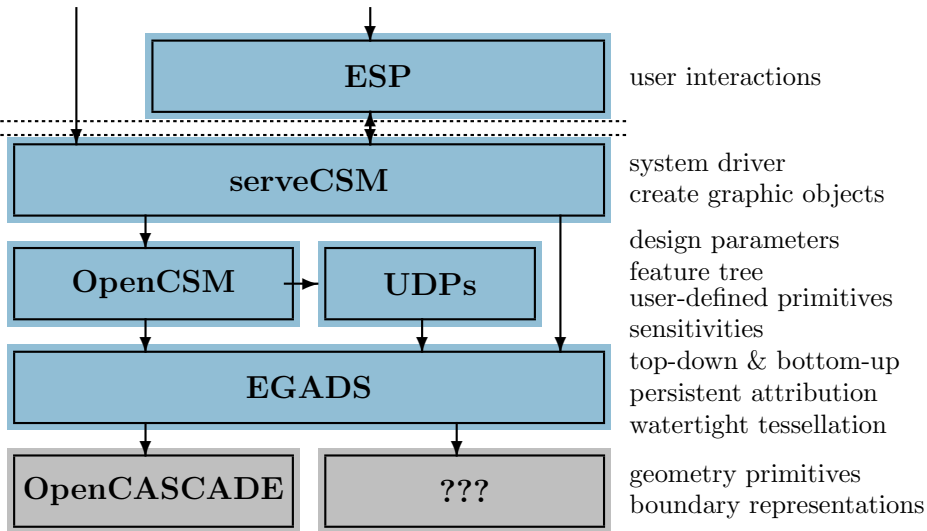 ESP
user interactions
serveCSM
system driver
create graphic objects
OpenCSM
UDPs
design parameters
feature tree
user-defined primitives
sensitivities
EGADS
top-down & bottom-up
persistent attribution
watertight tessellation
OpenCASCADE
???
geometry primitives
boundary representations